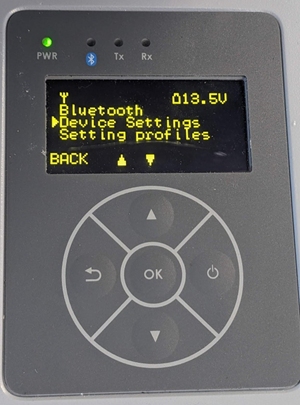 PWR Tx Rx
13.5V
Bluetooth
Device Settings
Setting profiles
BACK
OK